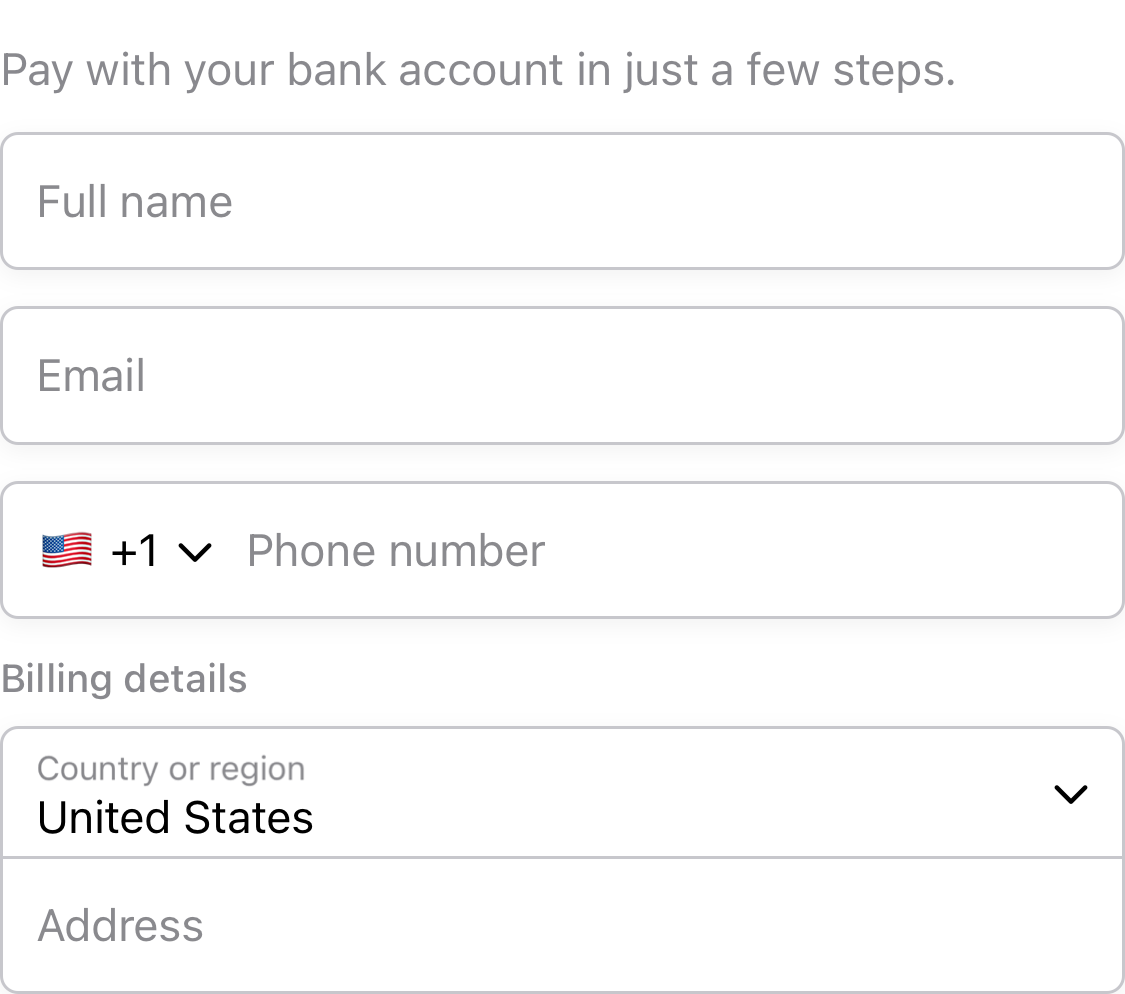 Pay with your bank account in just a few steps.
Full name
Email
🇺🇸 +1 Phone number
Billing details
Country or region
United States
Address